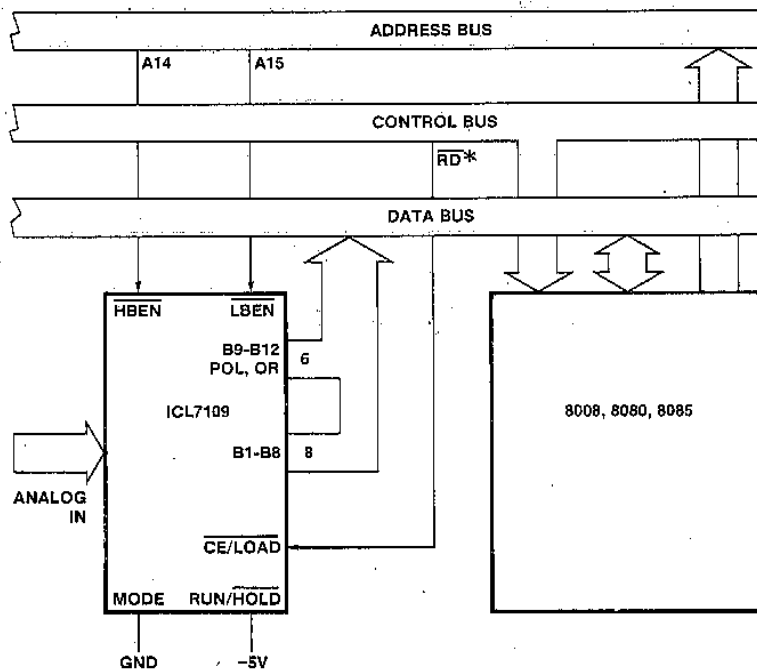 ADDRESS BUS
A14
A15
CONTROL BUS
RD*
DATA BUS
HBEN
LBEN
B9-B12
POL, OR
6
ICL7109
8008, 8080, 8085
B1-B8
8
ANALOG
IN
CE/LOAD
MODE
RUN/HOLD
GND
-5V